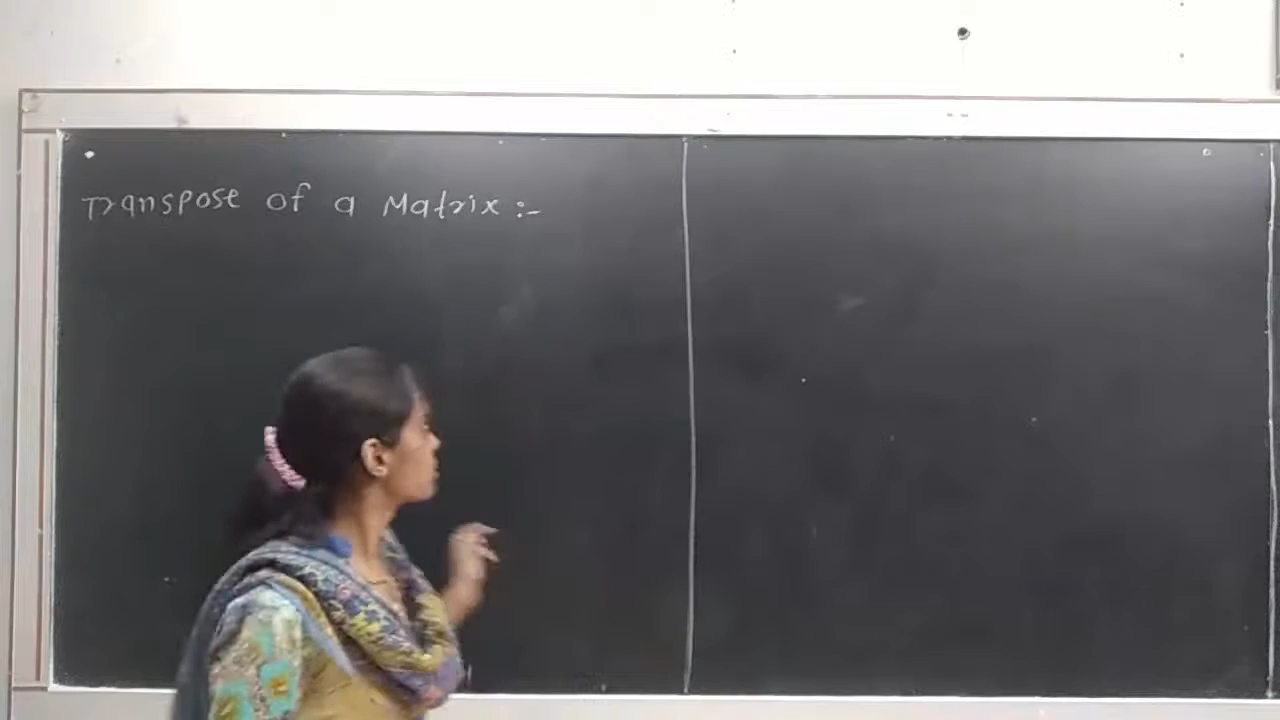 Transpose of a Matrix :-